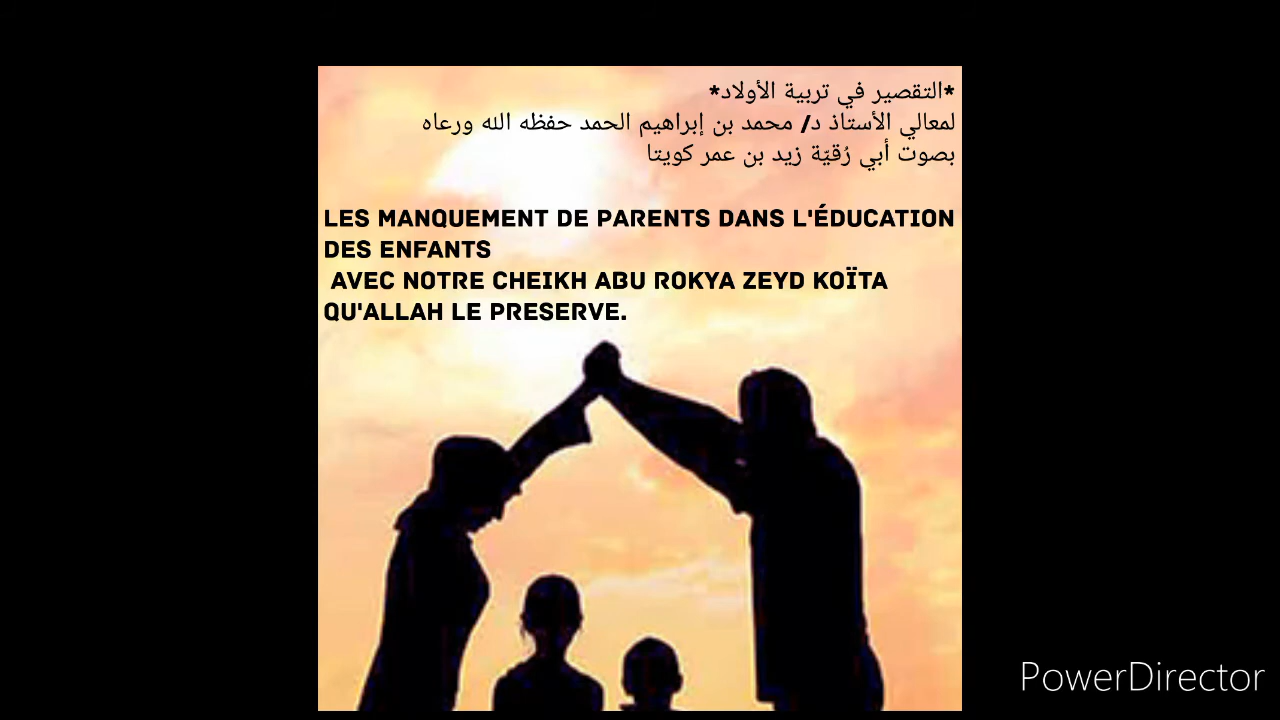 *التقصير في تربية الأولاد*
لمعالي الأستاذ د/ محمد بن إبراهيم الحمد حفظه الله ورعاه
بصوت أبي رُقيّة زيد بن عمر كويتا
LES MANQUEMENT DE PARENTS DANS L'ÉDUCATION
DES ENFANTS
AVEC NOTRE CHEIKH ABU ROKYA ZEYD KOÏTA
QU'ALLAH LE PRESERVE.
PowerDirector